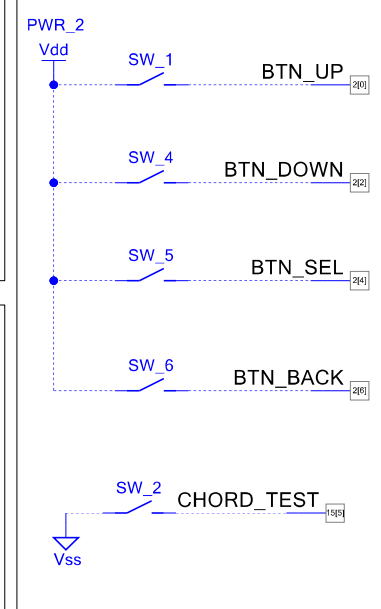 PWR_2
Vdd
SW_1
BTN_UP
2[0]
SW_4
BTN_DOWN
2[2]
SW_5
BTN_SEL
2[4]
SW_6
BTN_BACK
2[6]
SW_2
CHORD_TEST
15[5]
Vss